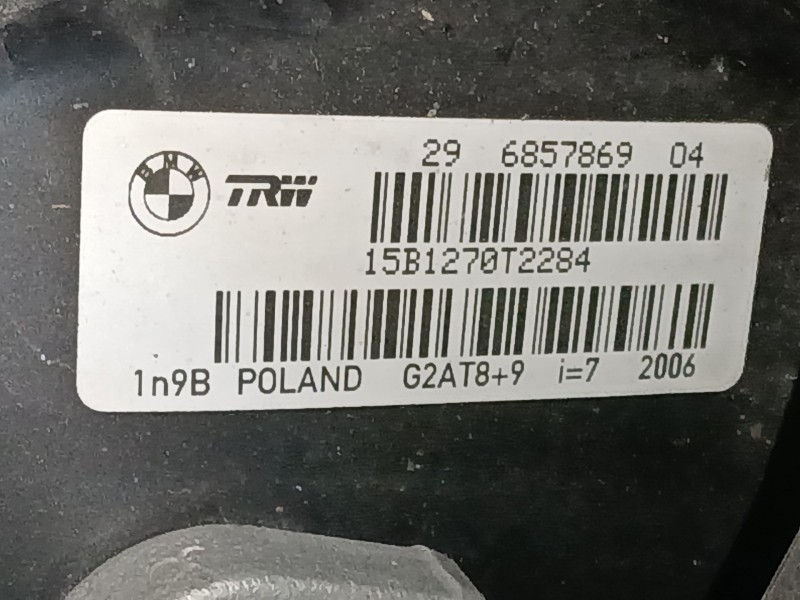 29 6857869 04
BMW TRW
15B1270T2284
1n9B POLAND G2AT8+9 i=7 2006